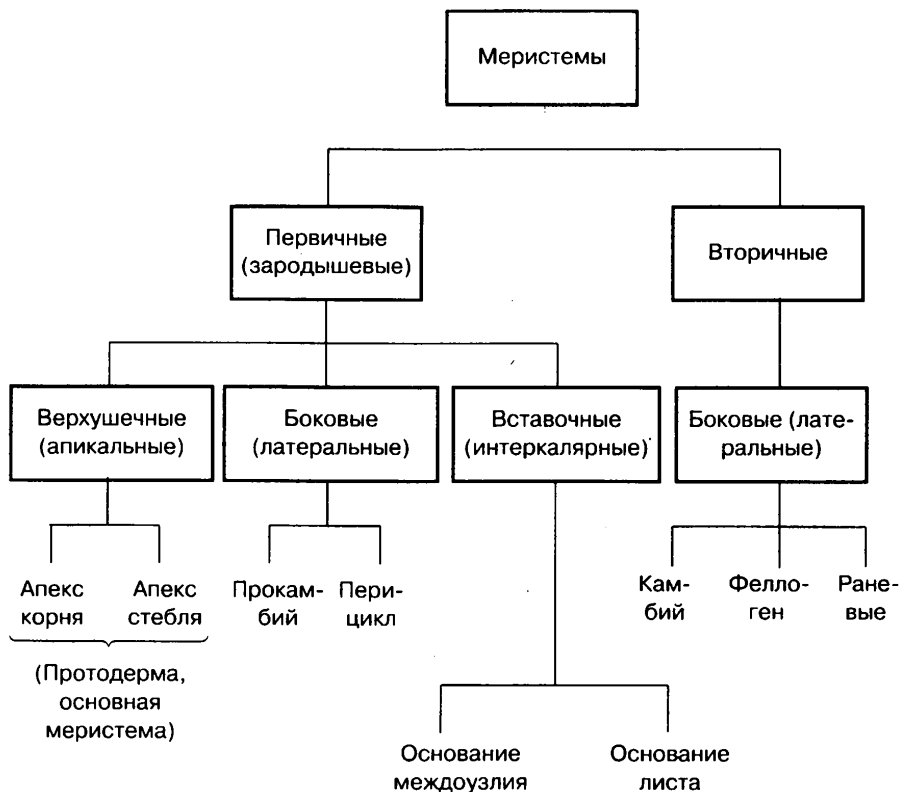 Меристемы
Первичные
(зародышевые)
Вторичные
Верхушечные
(апикальные)
Боковые
(латеральные)
Вставочные
(интеркалярные)
Боковые (лате-
ральные)
Апекс
корня
Апекс
стебля
Прокам-
бий
Пери-
цикл
Кам-
бий
Феллo-
ген
Ране-
вые
(Протодерма,
основная
меристема)
Основание
междоузлия
Основание
листа